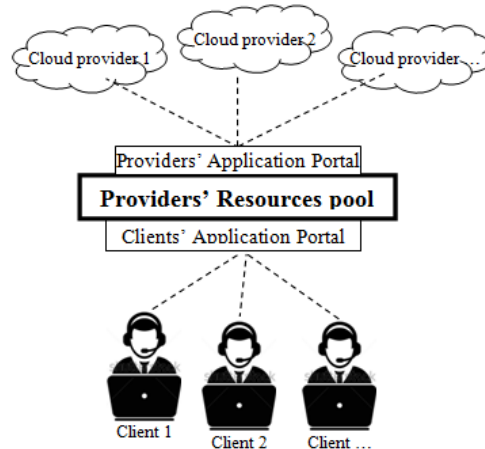 Cloud provider 1
Cloud provider 2
Cloud provider …
Providers' Application Portal
Providers' Resources pool
Clients' Application Portal
Client 1
Client 2
Client …